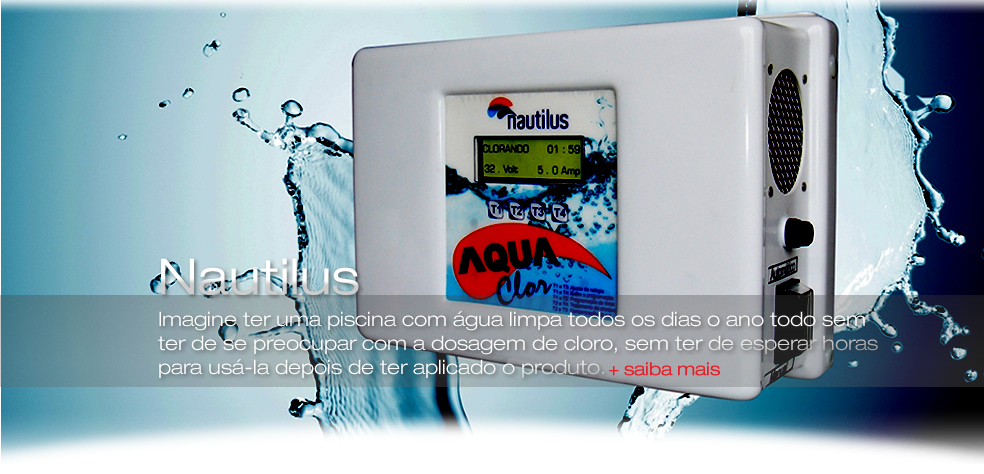 nautilus
CLORANDO 01 : 59
32 . Volt 5 . 0 Amp
T1 T2 T3 T4
AQUA
Clor
Nautilus
Imagine ter uma piscina com água limpa todos os dias o ano todo sem
ter de se preocupar com a dosagem de cloro, sem ter de esperar horas
para usá-la depois de ter aplicado o produto. + saiba mais